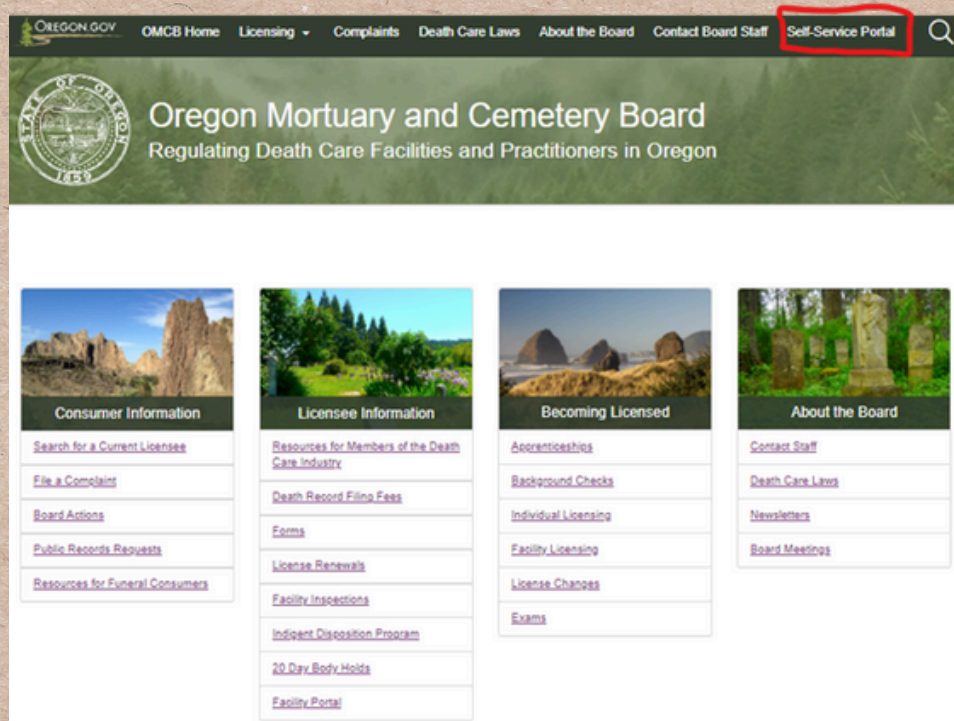 OREGON.GOV OMCB Home Licensing Complaints Death Care Laws About the Board Contact Board Staff Self-Service Portal
STATE OF OREGON
1859
Oregon Mortuary and Cemetery Board
Regulating Death Care Facilities and Practitioners in Oregon
Consumer Information
Search for a Current Licensee
File a Complaint
Board Actions
Public Records Requests
Resources for Funeral Consumers
Licensee Information
Resources for Members of the Death
Care Industry
Death Record Filing Fees
Forms
License Renewals
Facility Inspections
Indigent Disposition Program
20 Day Body Holds
Facility Portal
Becoming Licensed
Apprenticeships
Background Checks
Individual Licensing
Facility Licensing
License Changes
Exams
About the Board
Contact Staff
Death Care Laws
Newsletters
Board Meetings